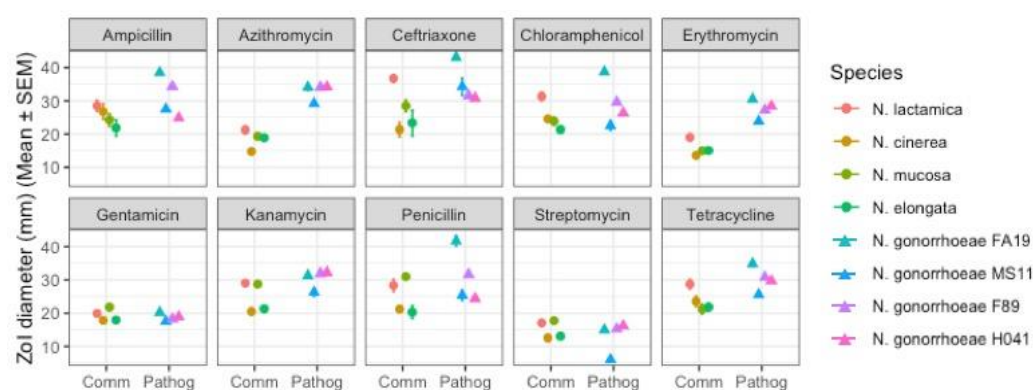 Ampicillin
Azithromycin
Ceftriaxone
Chloramphenicol
Erythromycin
40
30
20
10
Gentamicin
Kanamycin
Penicillin
Streptomycin
Tetracycline
40
30
20
10
Comm Pathog
Comm Pathog
Comm Pathog
Comm Pathog
Comm Pathog
ZoI diameter (mm) (Mean ± SEM)
Species
N. lactamica
N. cinerea
N. mucosa
N. elongata
N. gonorrhoeae FA19
N. gonorrhoeae MS11
N. gonorrhoeae F89
N. gonorrhoeae H041